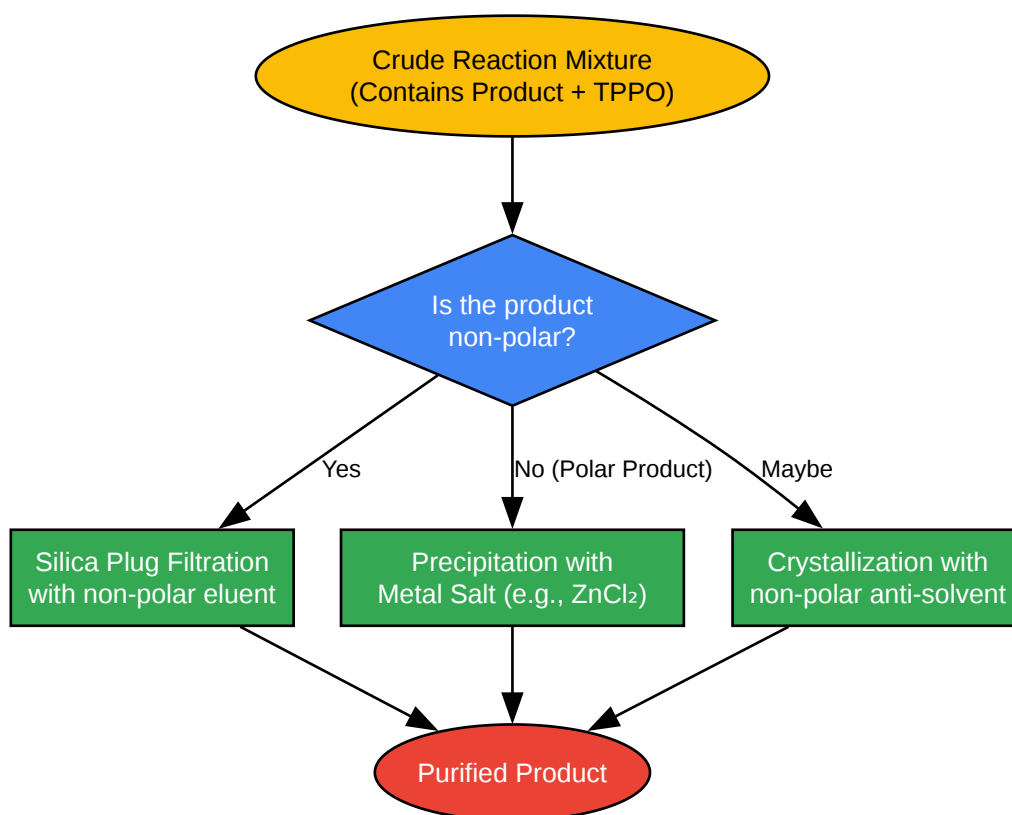 Crude Reaction Mixture
(Contains Product + TPPO)
Is the product
non-polar?
Yes
No (Polar Product)
Maybe
Silica Plug Filtration
with non-polar eluent
Precipitation with
Metal Salt (e.g., ZnCl₂)
Crystallization with
non-polar anti-solvent
Purified Product